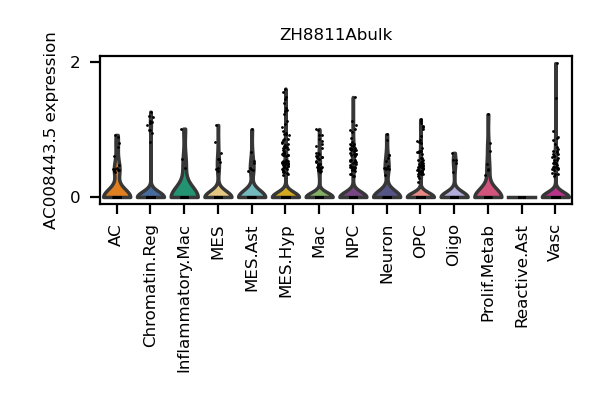 ZH8811Abulk
AC008443.5 expression
2
0
AC
Chromatin.Reg
Inflammatory.Mac
MES
MES.Ast
MES.Hyp
Mac
NPC
Neuron
OPC
Oligo
Prolif.Metab
Reactive.Ast
Vasc